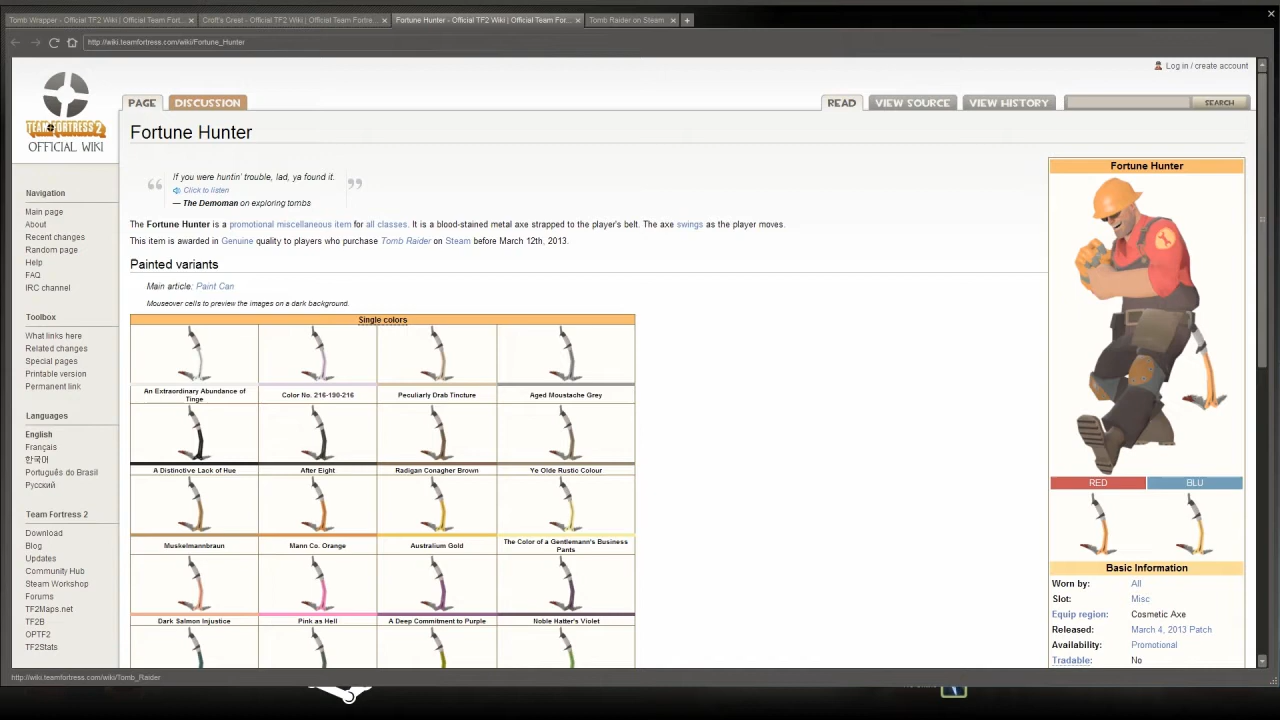 Tomb Wrapper - Official TF2 Wiki | Official Team Fort...
Croft's Crest - Official TF2 Wiki | Official Team Fortre...
Fortune Hunter - Official TF2 Wiki | Official Team For...
Tomb Raider on Steam
http://wiki.teamfortress.com/wiki/Fortune_Hunter
Log in / create account
PAGE
DISCUSSION
READ
VIEW SOURCE
VIEW HISTORY
SEARCH
TEAM FORTRESS 2
OFFICIAL WIKI
Navigation
Main page
About
Recent changes
Random page
Help
FAQ
IRC channel
Toolbox
What links here
Related changes
Special pages
Printable version
Permanent link
Languages
English
Français
한국어
Português do Brasil
Русский
Team Fortress 2
Download
Blog
Updates
Community Hub
Steam Workshop
Forums
TF2Maps.net
TF2B
OPTF2
TF2Stats
Fortune Hunter
If you were huntin' trouble, lad, ya found it.
Click to listen
— The Demoman on exploring tombs
The Fortune Hunter is a promotional miscellaneous item for all classes. It is a blood-stained metal axe strapped to the player's belt. The axe swings as the player moves.
This item is awarded in Genuine quality to players who purchase Tomb Raider on Steam before March 12th, 2013.
Painted variants
Main article: Paint Can
Mouseover cells to preview the images on a dark background.
Single colors
An Extraordinary Abundance of
Tinge
Color No. 216-190-216
Peculiarly Drab Tincture
Aged Moustache Grey
A Distinctive Lack of Hue
After Eight
Radigan Conagher Brown
Ye Olde Rustic Colour
Muskelmannbraun
Mann Co. Orange
Australium Gold
The Color of a Gentlemann's Business
Pants
Dark Salmon Injustice
Pink as Hell
A Deep Commitment to Purple
Noble Hatter's Violet
Fortune Hunter
RED
BLU
Basic Information
Worn by: All
Slot: Misc
Equip region: Cosmetic Axe
Released: March 4, 2013 Patch
Availability: Promotional
Tradable: No
http://wiki.teamfortress.com/wiki/Tomb_Raider